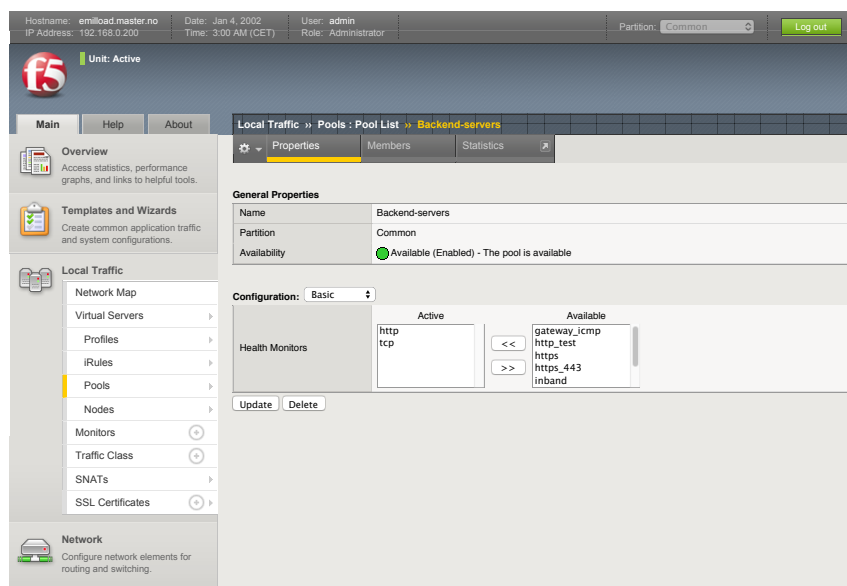 Hostname: emilload.master.no Date: Jan 4, 2002 User: admin Partition: Common Log out
IP Address: 192.168.0.200 Time: 3:00 AM (CET) Role: Administrator
f5
Unit: Active
Main Help About
Local Traffic ›› Pools : Pool List ›› Backend-servers
Properties Members Statistics
Overview
Access statistics, performance
graphs, and links to helpful tools.
Templates and Wizards
Create common application traffic
and system configurations.
Local Traffic
Network Map
Virtual Servers
Profiles
iRules
Pools
Nodes
Monitors
Traffic Class
SNATs
SSL Certificates
Network
Configure network elements for
routing and switching.
General Properties
Name Backend-servers
Partition Common
Availability Available (Enabled) - The pool is available
Configuration: Basic
Active Available
Health Monitors
http
tcp
<<
>>
gateway_icmp
http_test
https
https_443
inband
Update Delete